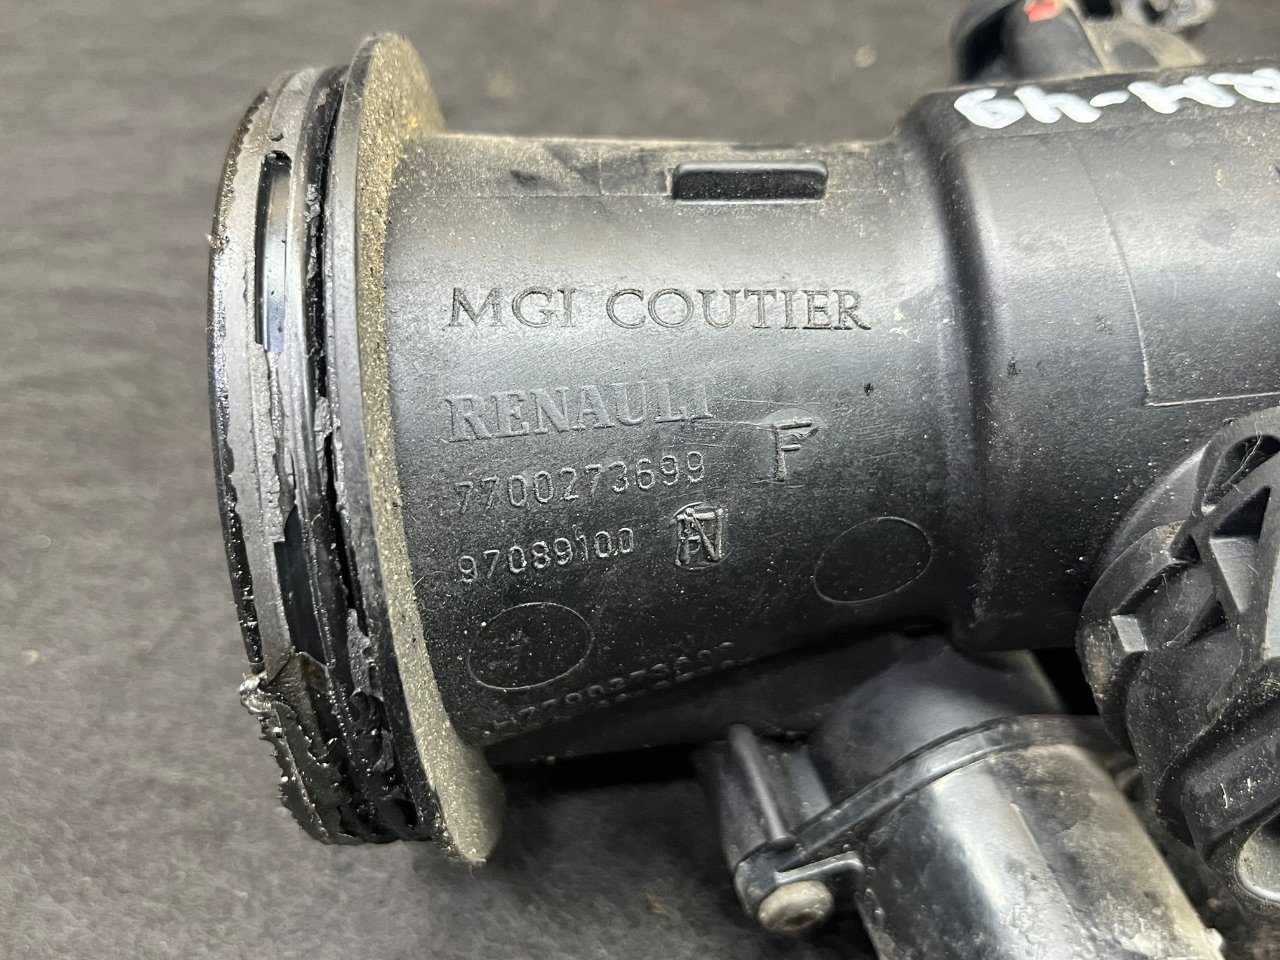 MGI COUTIER
RENAULT
7700273699 F
97089100